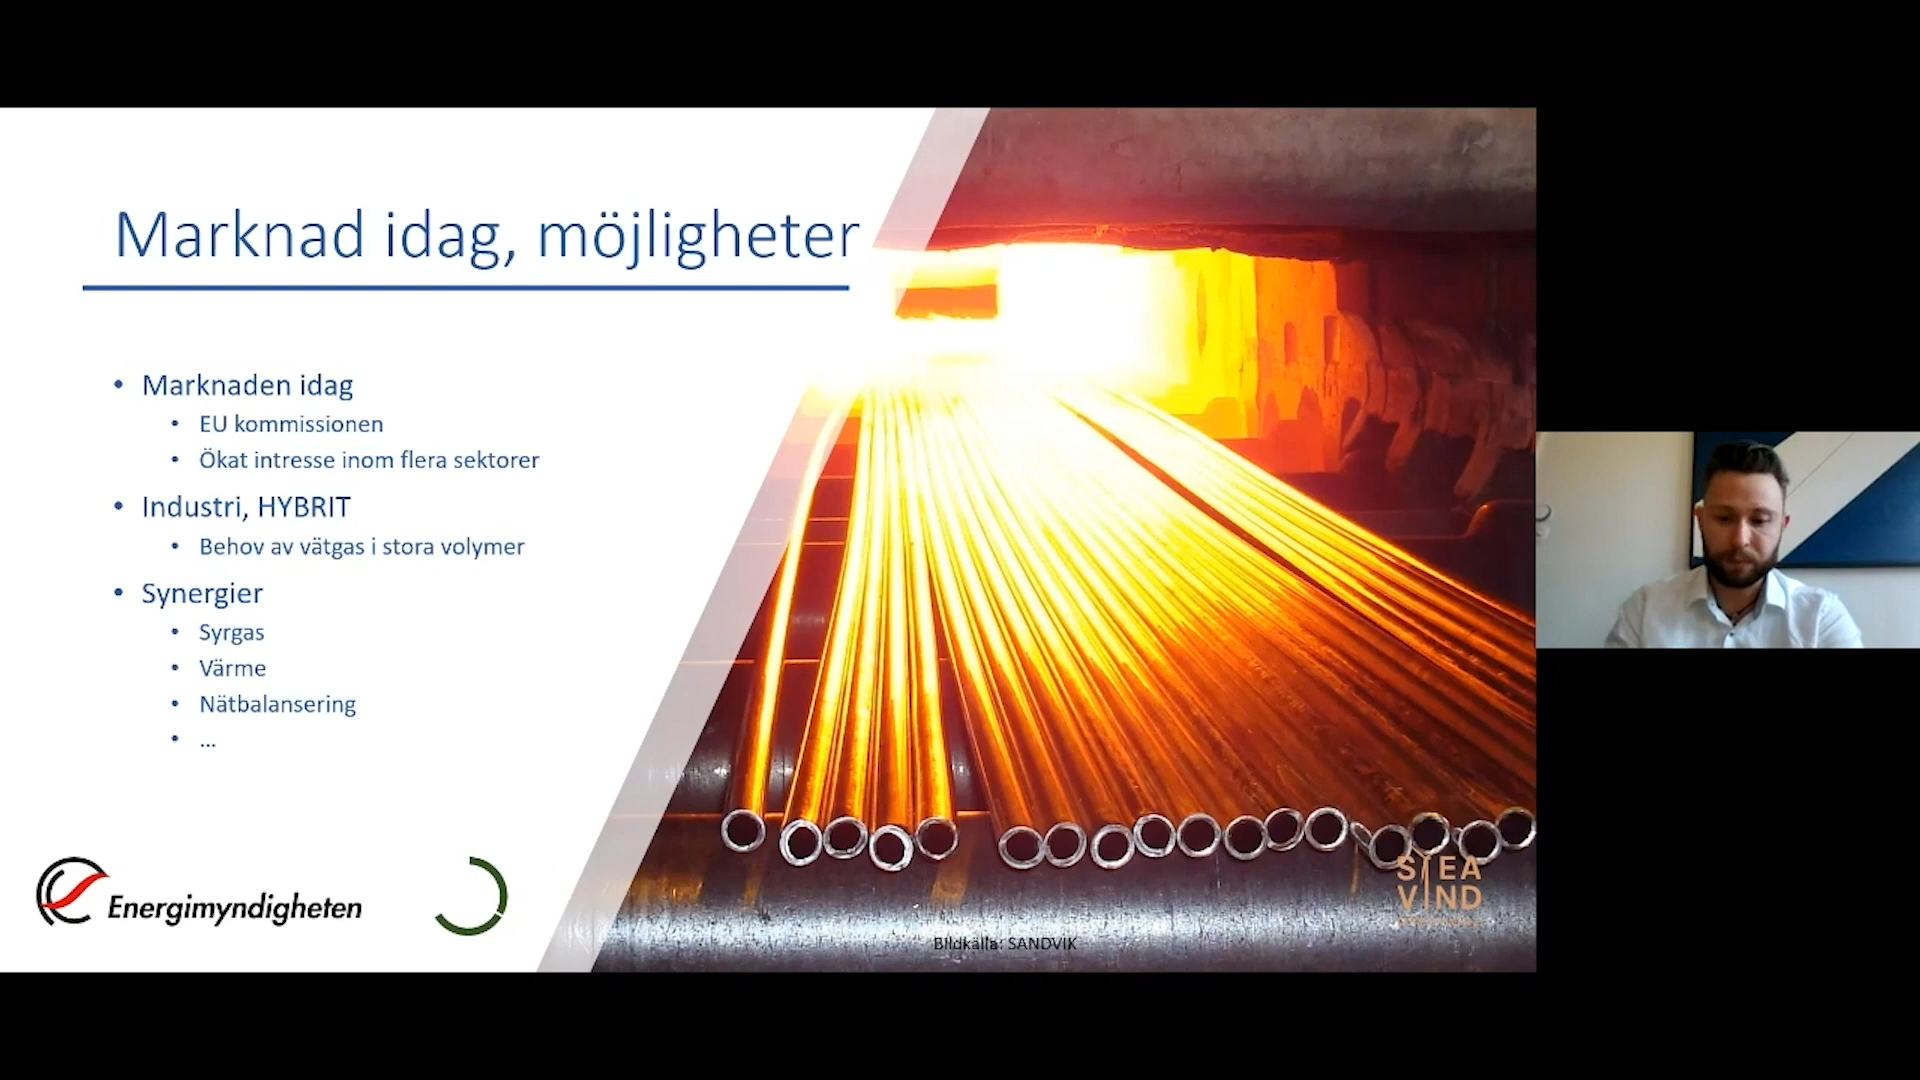 Marknad idag, möjligheter
• Marknaden idag
• EU kommissionen
• Ökat intresse inom flera sektorer
• Industri, HYBRIT
• Behov av vätgas i stora volymer
• Synergier
• Syrgas
• Värme
• Nätbalansering
• ...
Energimyndigheten
SVEA
VIND
Bildkälla: SANDVIK